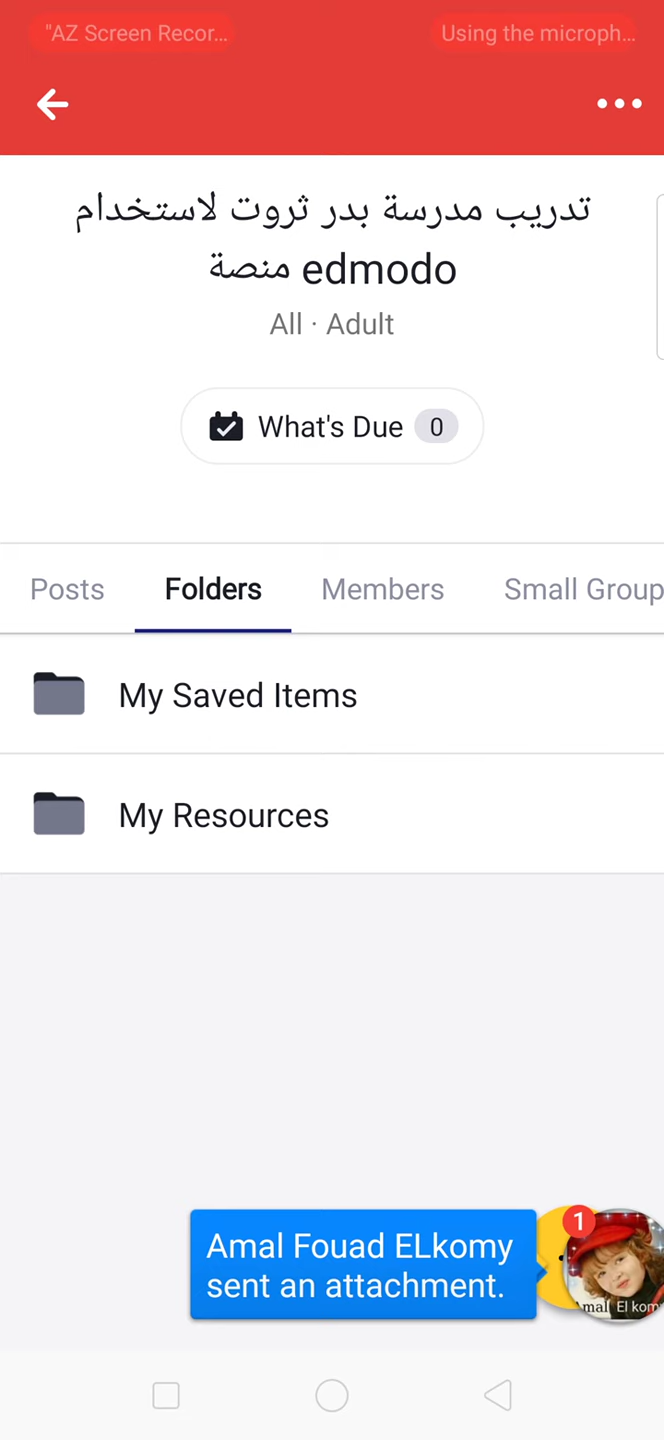 "AZ Screen Recor... Using the microph...
تدريب مدرسة بدر ثروت لاستخدام
منصة edmodo
All · Adult
What's Due 0
Posts Folders Members Small Group
My Saved Items
My Resources
1
Amal Fouad ELkomy
sent an attachment.
Amal El kom